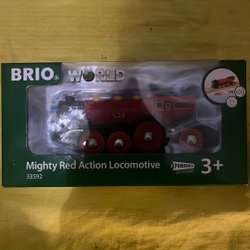 BRIO WORLD
Mighty Red Action Locomotive
33592
3+